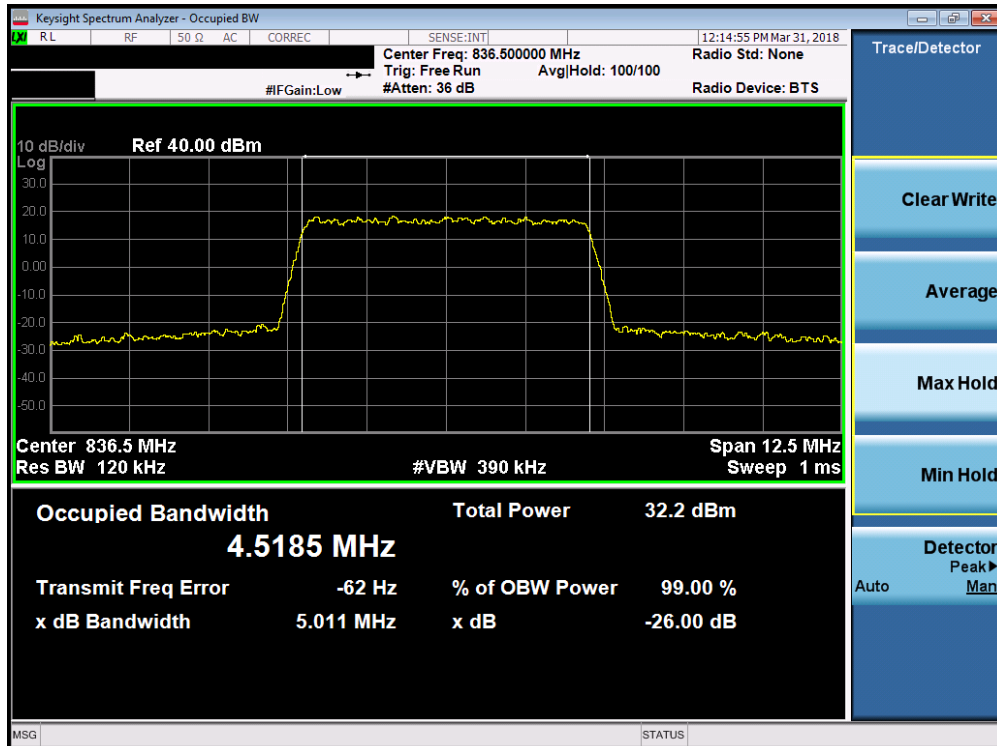 Keysight Spectrum Analyzer - Occupied BW
LXI RL RF 50 Ω AC CORREC SENSE:INT 12:14:55 PM Mar 31, 2018
Center Freq: 836.500000 MHz Radio Std: None
Trig: Free Run Avg|Hold: 100/100
#IFGain:Low #Atten: 36 dB Radio Device: BTS
Trace/Detector
10 dB/div Ref 40.00 dBm
Log
30.0
20.0
10.0
0.00
-10.0
-20.0
-30.0
-40.0
-50.0
Center 836.5 MHz Span 12.5 MHz
Res BW 120 kHz #VBW 390 kHz Sweep 1 ms
Occupied Bandwidth Total Power 32.2 dBm
4.5185 MHz
Transmit Freq Error -62 Hz % of OBW Power 99.00 %
x dB Bandwidth 5.011 MHz x dB -26.00 dB
Clear Write
Average
Max Hold
Min Hold
Detector
Peak▶
Auto Man
MSG STATUS